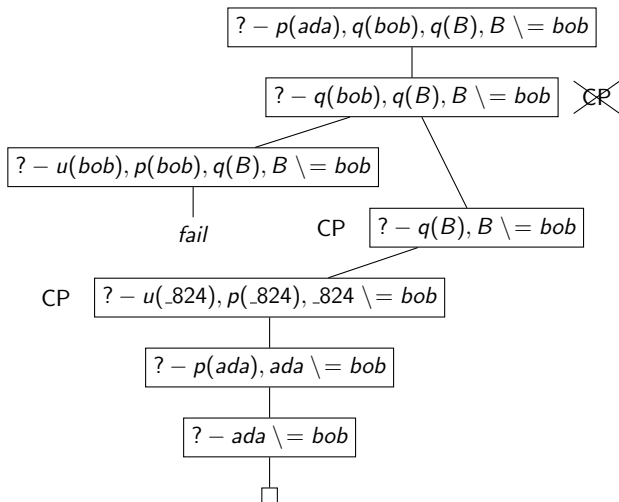 ? − p(ada), q(bob), q(B), B \= bob
? − q(bob), q(B), B \= bob CP
? − u(bob), p(bob), q(B), B \= bob
fail
CP ? − q(B), B \= bob
CP ? − u(_824), p(_824), _824 \= bob
? − p(ada), ada \= bob
? − ada \= bob